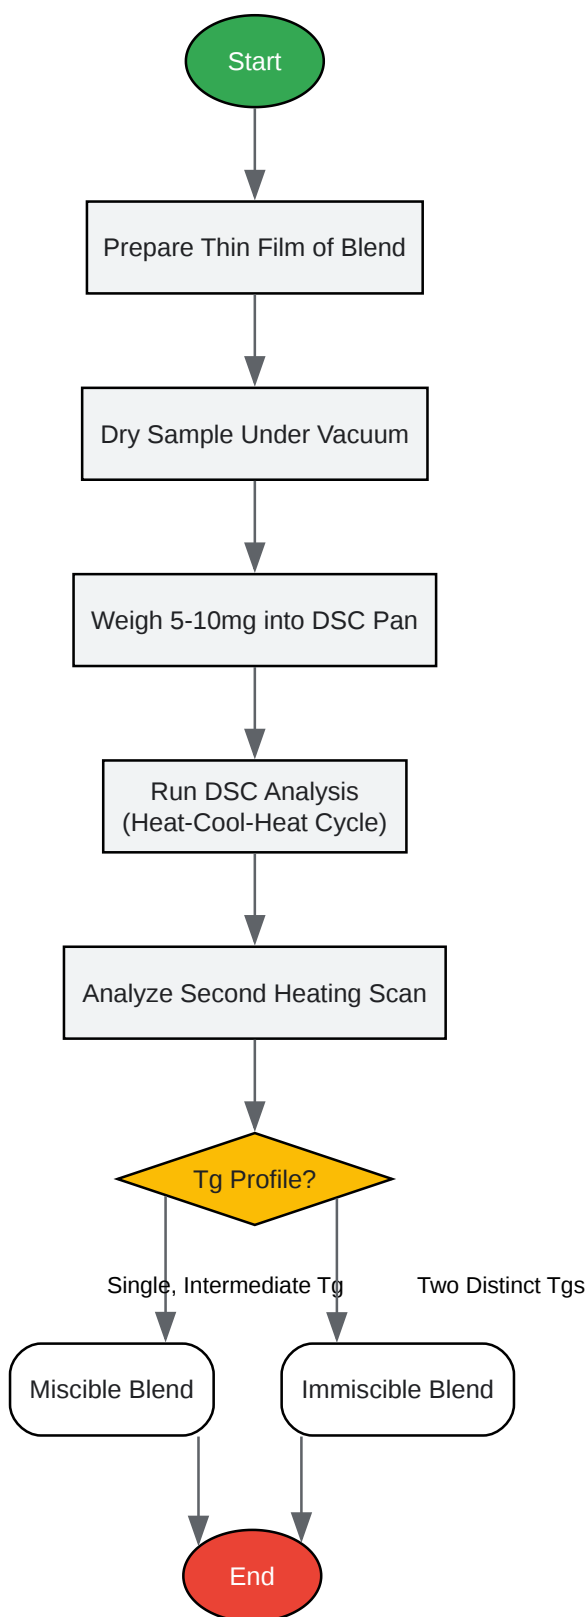 Start
Prepare Thin Film of Blend
Dry Sample Under Vacuum
Weigh 5-10mg into DSC Pan
Run DSC Analysis
(Heat-Cool-Heat Cycle)
Analyze Second Heating Scan
Tg Profile?
Single, Intermediate Tg
Two Distinct Tgs
Miscible Blend
Immiscible Blend
End